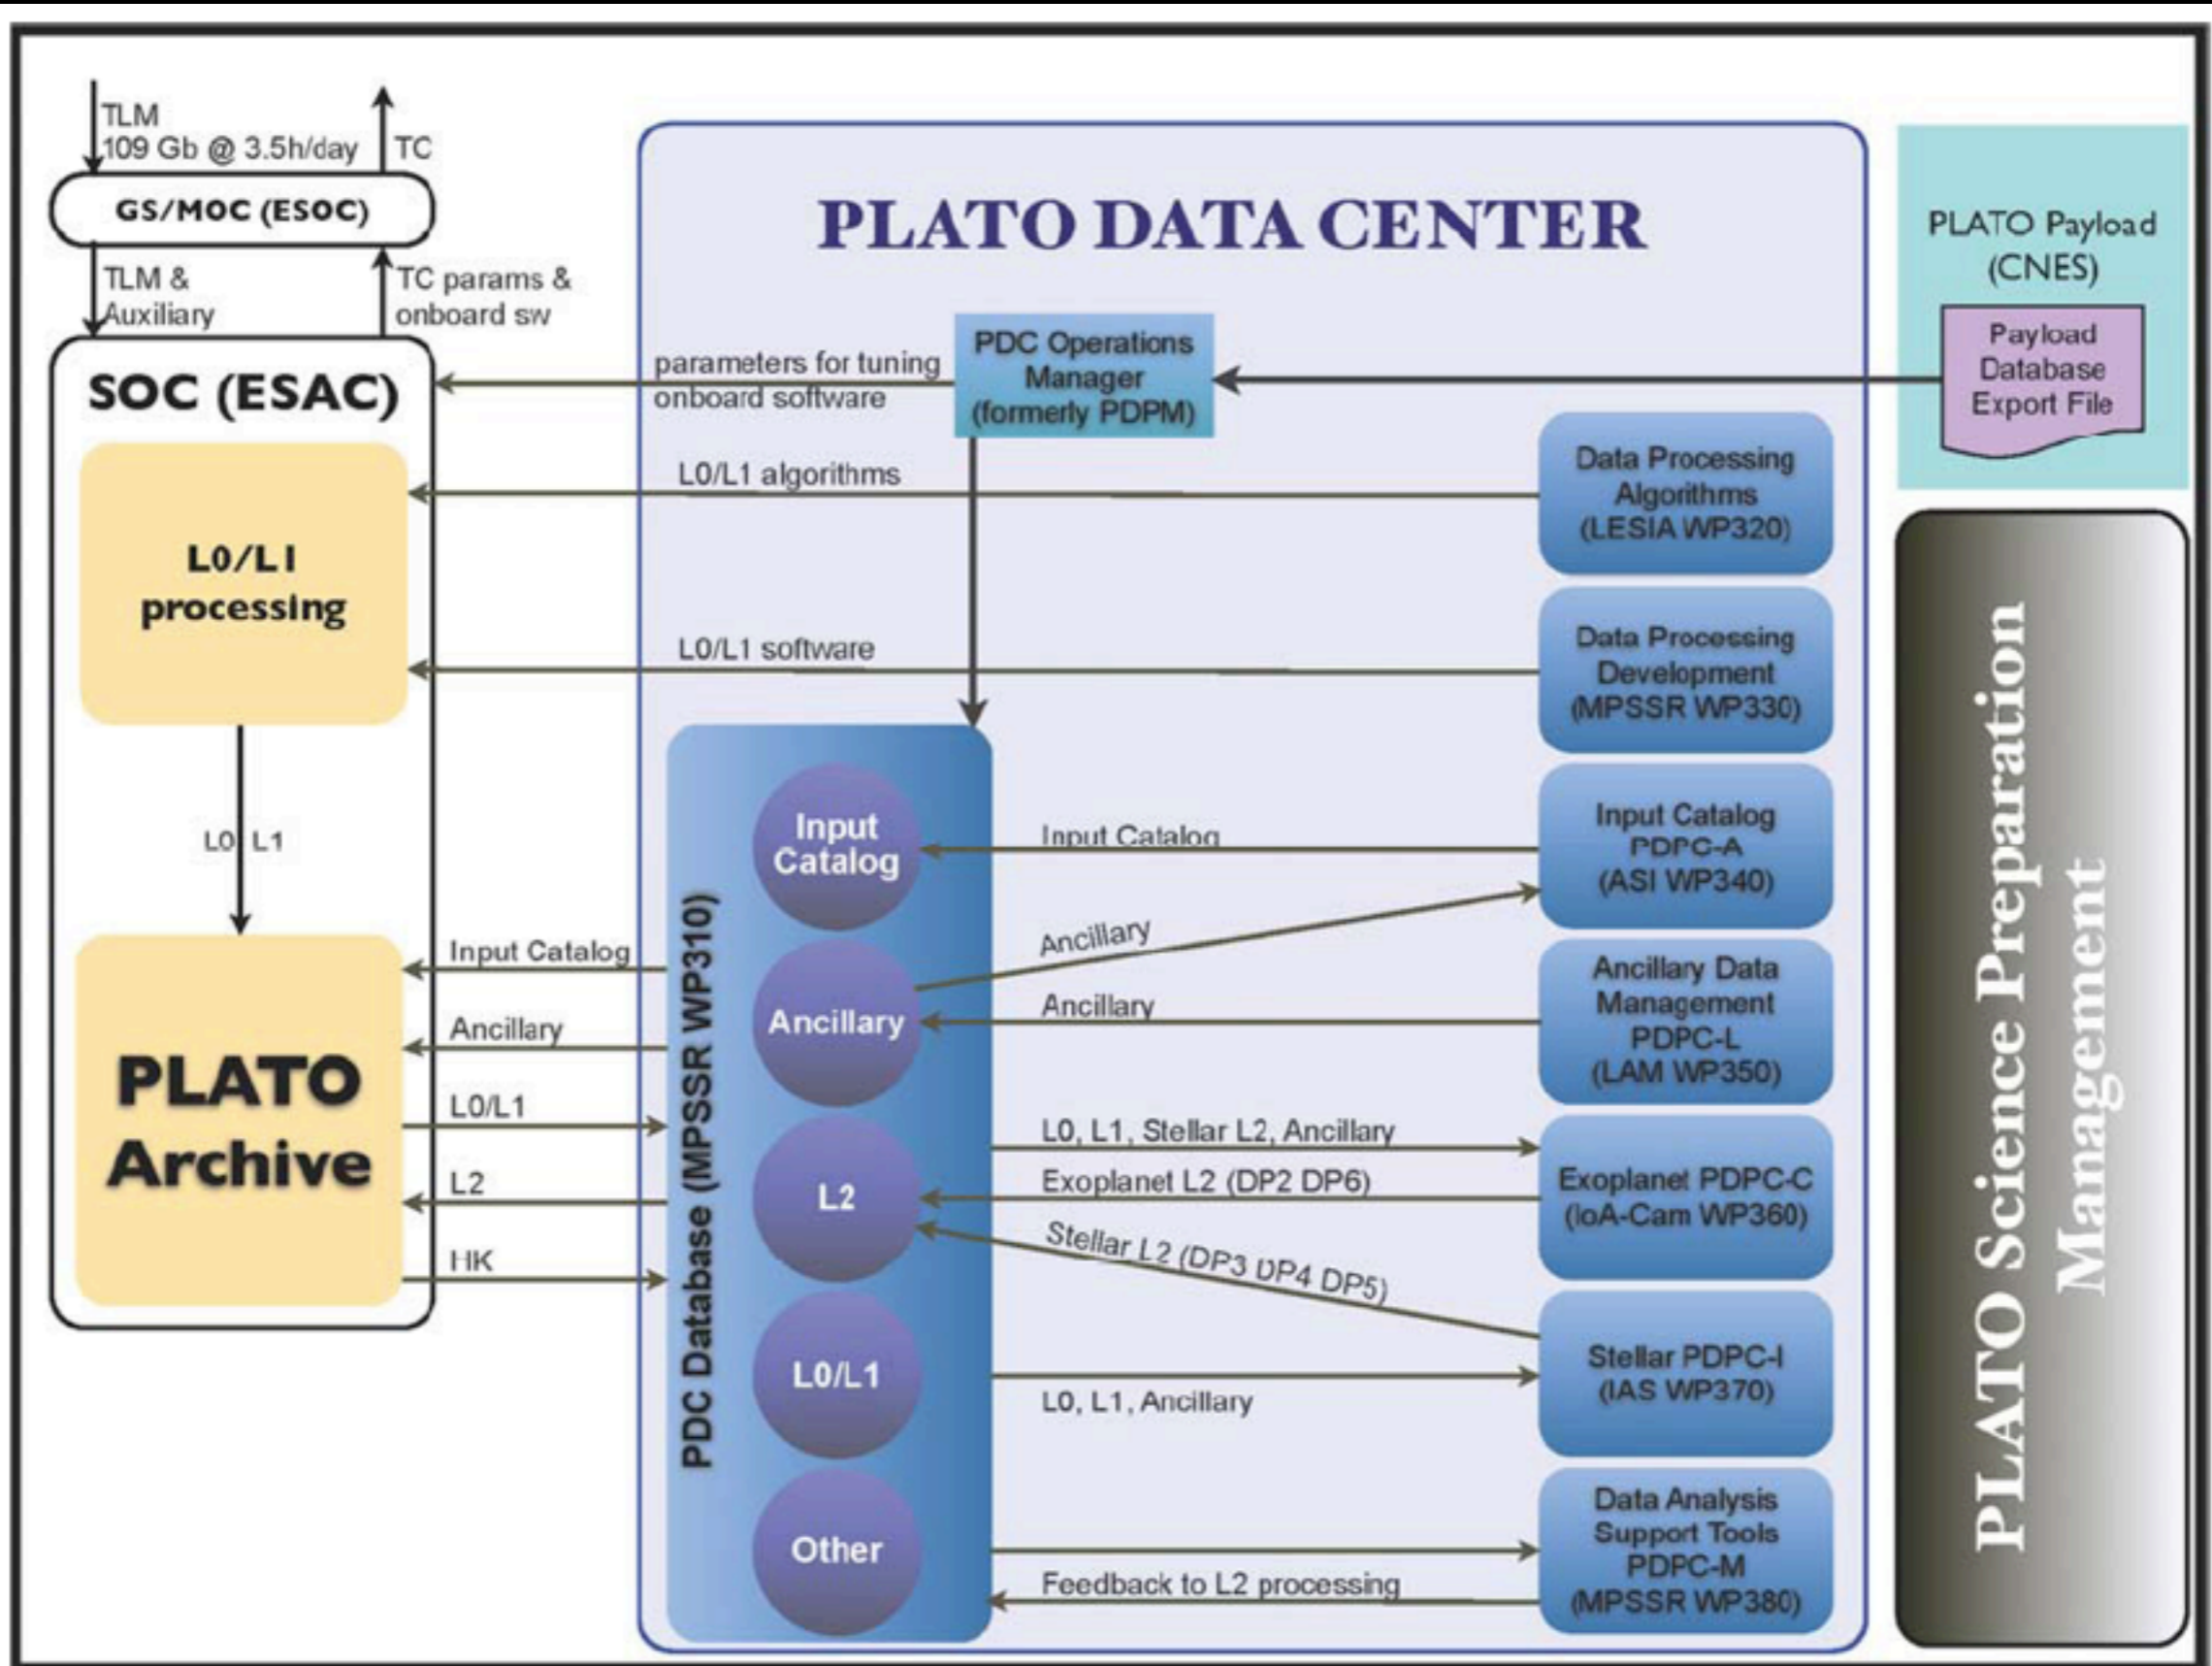 TLM
109 Gb @ 3.5h/day
TC
GS/MOC (ESOC)
TLM &
Auxiliary
TC params &
onboard sw
SOC (ESAC)
L0/L1
processing
L0 L1
PLATO
Archive
PLATO DATA CENTER
PDC Operations
Manager
(formerly PDPM)
parameters for tuning
onboard software
L0/L1 algorithms
L0/L1 software
Input Catalog
Ancillary
L0/L1
L2
HK
PDC Database (MPSSR WP310)
Input
Catalog
Ancillary
L2
L0/L1
Other
Input Catalog
Ancillary
Ancillary
L0, L1, Stellar L2, Ancillary
Exoplanet L2 (DP2 DP6)
Stellar L2 (DP3 DP4 DP5)
L0, L1, Ancillary
Feedback to L2 processing
Data Processing
Algorithms
(LESIA WP320)
Data Processing
Development
(MPSSR WP330)
Input Catalog
PDPC-A
(ASI WP340)
Ancillary Data
Management
PDPC-L
(LAM WP350)
Exoplanet PDPC-C
(IoA-Cam WP360)
Stellar PDPC-I
(IAS WP370)
Data Analysis
Support Tools
PDPC-M
(MPSSR WP380)
PLATO Payload
(CNES)
Payload
Database
Export File
PLATO Science Preparation
Management